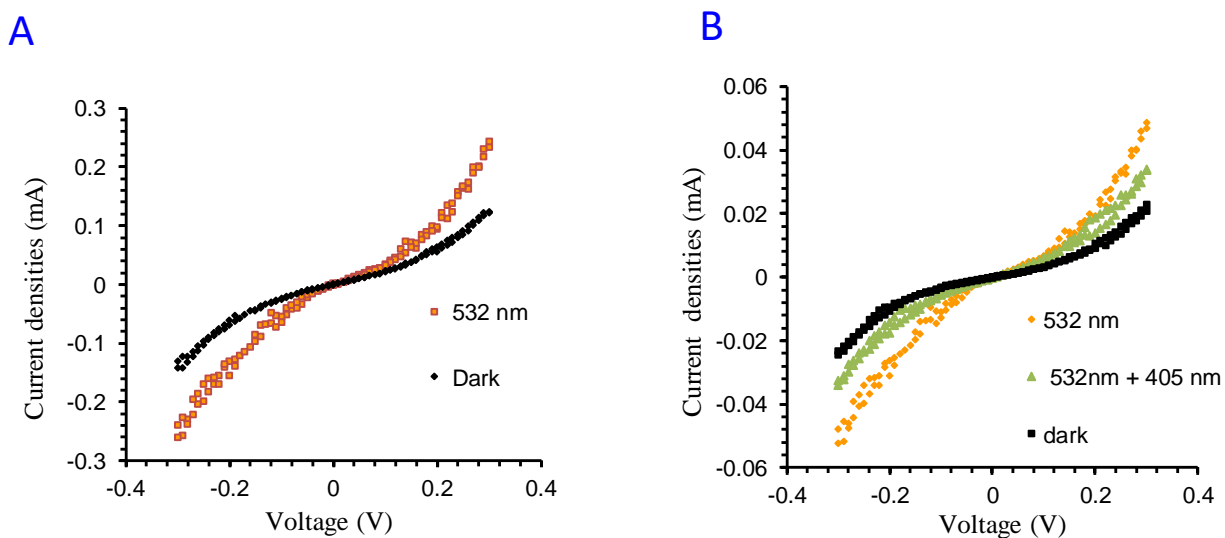 A
Current densities (mA)
0.3
0.2
0.1
0
-0.1
-0.2
-0.3
-0.4
-0.2
0
0.2
0.4
Voltage (V)
532 nm
Dark
B
Current densities (mA)
0.06
0.04
0.02
0
-0.02
-0.04
-0.06
-0.4
-0.2
0
0.2
0.4
Voltage (V)
532 nm
532nm + 405 nm
dark